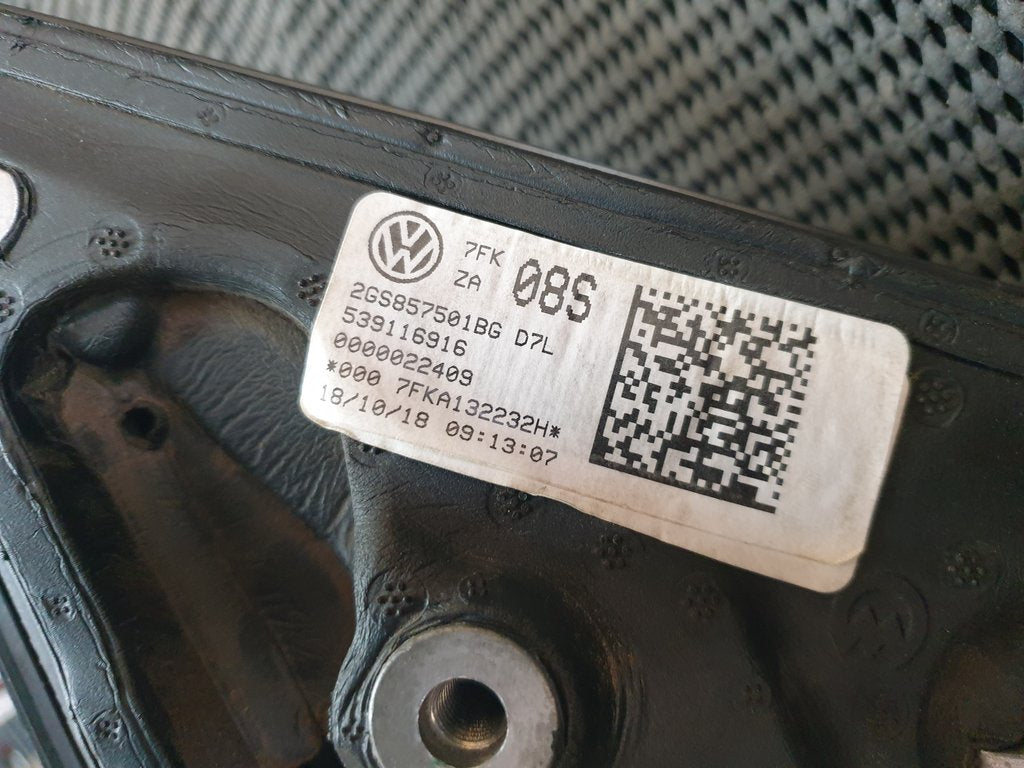 7FK
ZA 08S
2GS857501BG D7L
539116916
0000022409
*000 7FKA132232H*
18/10/18 09:13:07